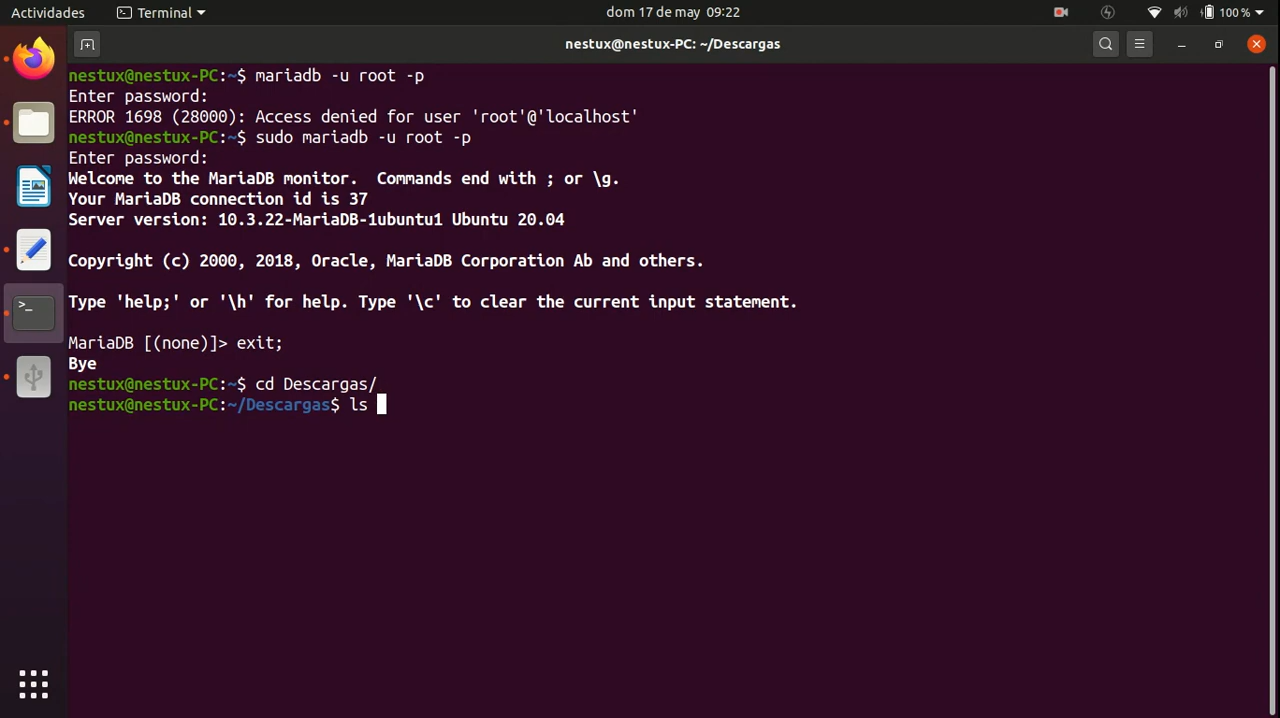 Actividades
Terminal
dom 17 de may 09:22
100 %
nestux@nestux-PC: ~/Descargas
nestux@nestux-PC:~$ mariadb -u root -p
Enter password:
ERROR 1698 (28000): Access denied for user 'root'@'localhost'
nestux@nestux-PC:~$ sudo mariadb -u root -p
Enter password:
Welcome to the MariaDB monitor.  Commands end with ; or \g.
Your MariaDB connection id is 37
Server version: 10.3.22-MariaDB-1ubuntu1 Ubuntu 20.04
Copyright (c) 2000, 2018, Oracle, MariaDB Corporation Ab and others.
Type 'help;' or '\h' for help. Type '\c' to clear the current input statement.
MariaDB [(none)]> exit;
Bye
nestux@nestux-PC:~$ cd Descargas/
nestux@nestux-PC:~/Descargas$ ls